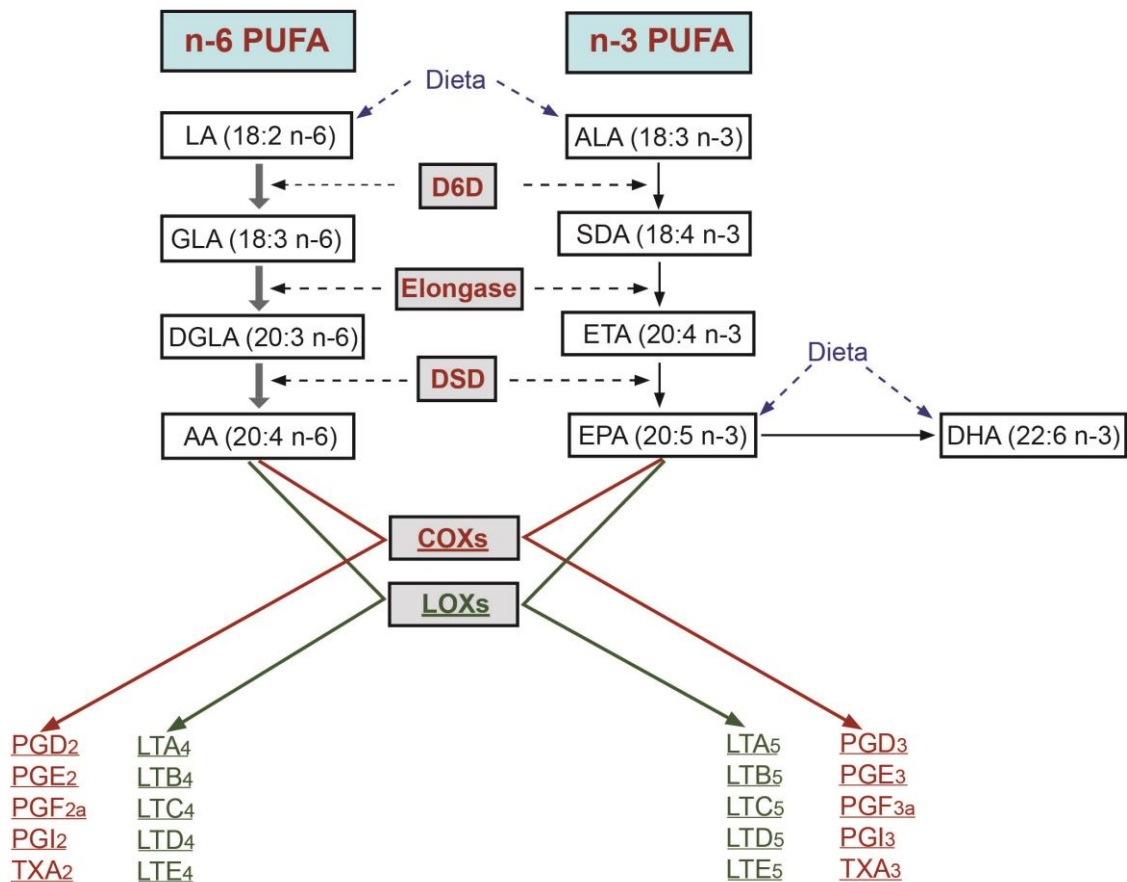 n-6 PUFA
n-3 PUFA
Dieta
LA (18:2 n-6)
ALA (18:3 n-3)
D6D
GLA (18:3 n-6)
SDA (18:4 n-3
Elongase
DGLA (20:3 n-6)
ETA (20:4 n-3
Dieta
DSD
AA (20:4 n-6)
EPA (20:5 n-3)
DHA (22:6 n-3)
COXs
LOXs
PGD2
PGE2
PGF2a
PGI2
TXA2
LTA4
LTB4
LTC4
LTD4
LTE4
LTA5
LTB5
LTC5
LTD5
LTE5
PGD3
PGE3
PGF3a
PGI3
TXA3